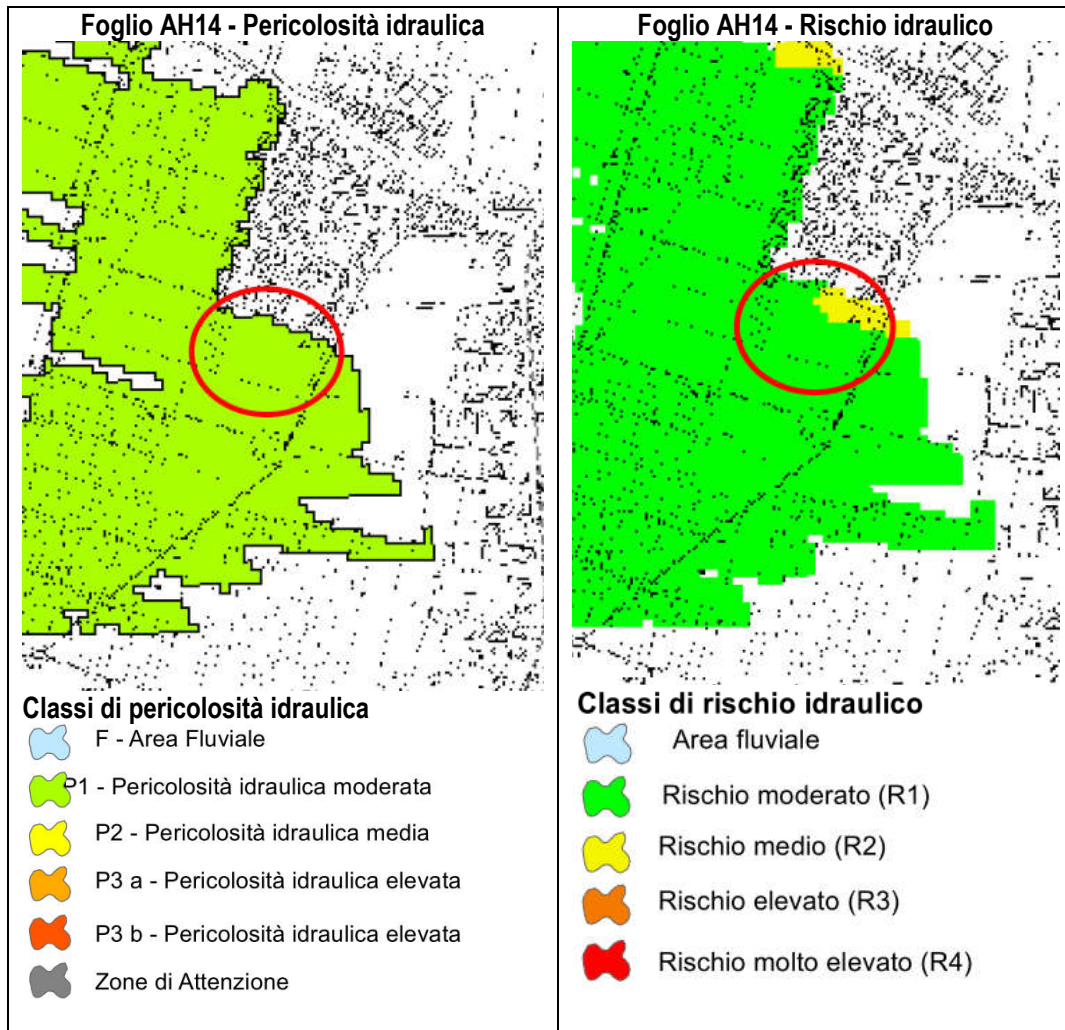 Foglio AH14 - Pericolosità idraulica
Classi di pericolosità idraulica
F - Area Fluviale
P1 - Pericolosità idraulica moderata
P2 - Pericolosità idraulica media
P3 a - Pericolosità idraulica elevata
P3 b - Pericolosità idraulica elevata
Zone di Attenzione
Foglio AH14 - Rischio idraulico
Classi di rischio idraulico
Area fluviale
Rischio moderato (R1)
Rischio medio (R2)
Rischio elevato (R3)
Rischio molto elevato (R4)